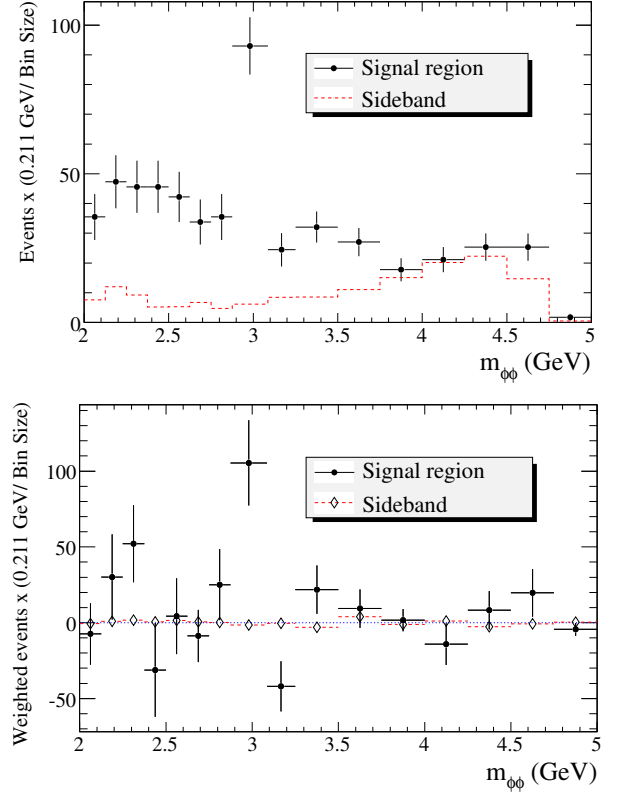 Events x (0.211 GeV/ Bin Size)
100
50
0
Signal region
Sideband
2 2.5 3 3.5 4 4.5 5
m_ϕϕ (GeV)
Weighted events x (0.211 GeV/ Bin Size)
100
50
0
-50
Signal region
Sideband
2 2.5 3 3.5 4 4.5 5
m_ϕϕ (GeV)